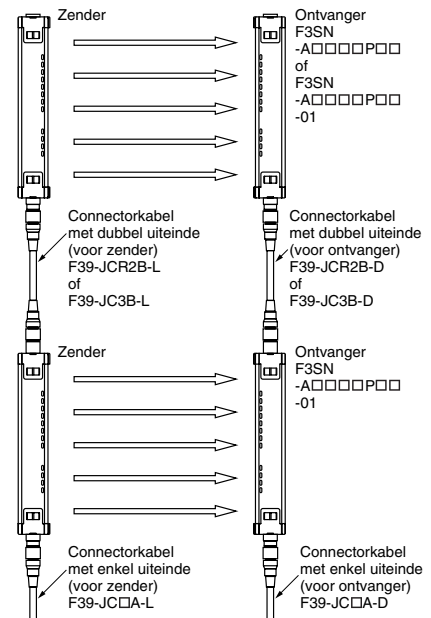 Zender
Ontvanger
F3SN
-A□□□□P□□
of
F3SN
-A□□□□P□□
-01
Connectorkabel
met dubbel uiteinde
(voor zender)
F39-JCR2B-L
of
F39-JC3B-L
Connectorkabel
met dubbel uiteinde
(voor ontvanger)
F39-JCR2B-D
of
F39-JC3B-D
Zender
Ontvanger
F3SN
-A□□□□P□□
-01
Connectorkabel
met enkel uiteinde
(voor zender)
F39-JC□A-L
Connectorkabel
met enkel uiteinde
(voor ontvanger)
F39-JC□A-D